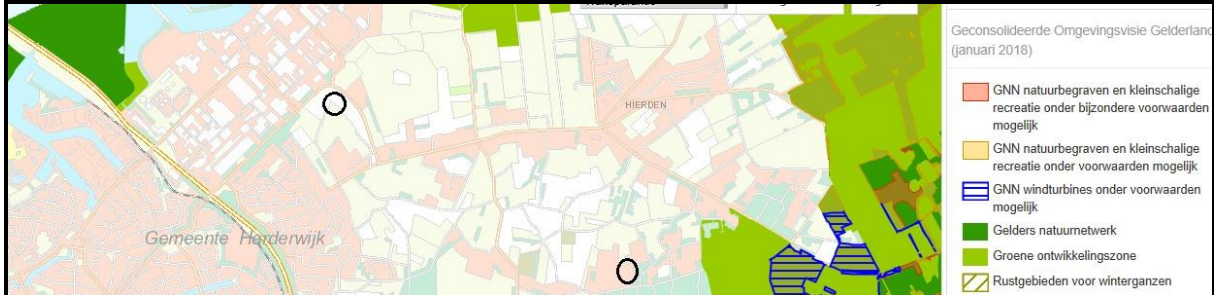 Geconsolideerde Omgevingsvisie Gelderland
(januari 2018)
GNN natuurbegraven en kleinschalige
recreatie onder bijzondere voorwaarden
mogelijk
GNN natuurbegraven en kleinschalige
recreatie onder voorwaarden mogelijk
GNN windturbines onder voorwaarden
mogelijk
Gelders natuurnetwerk
Groene ontwikkelingszone
Rustgebieden voor winterganzen
HIERDEN
Gemeente Harderwijk